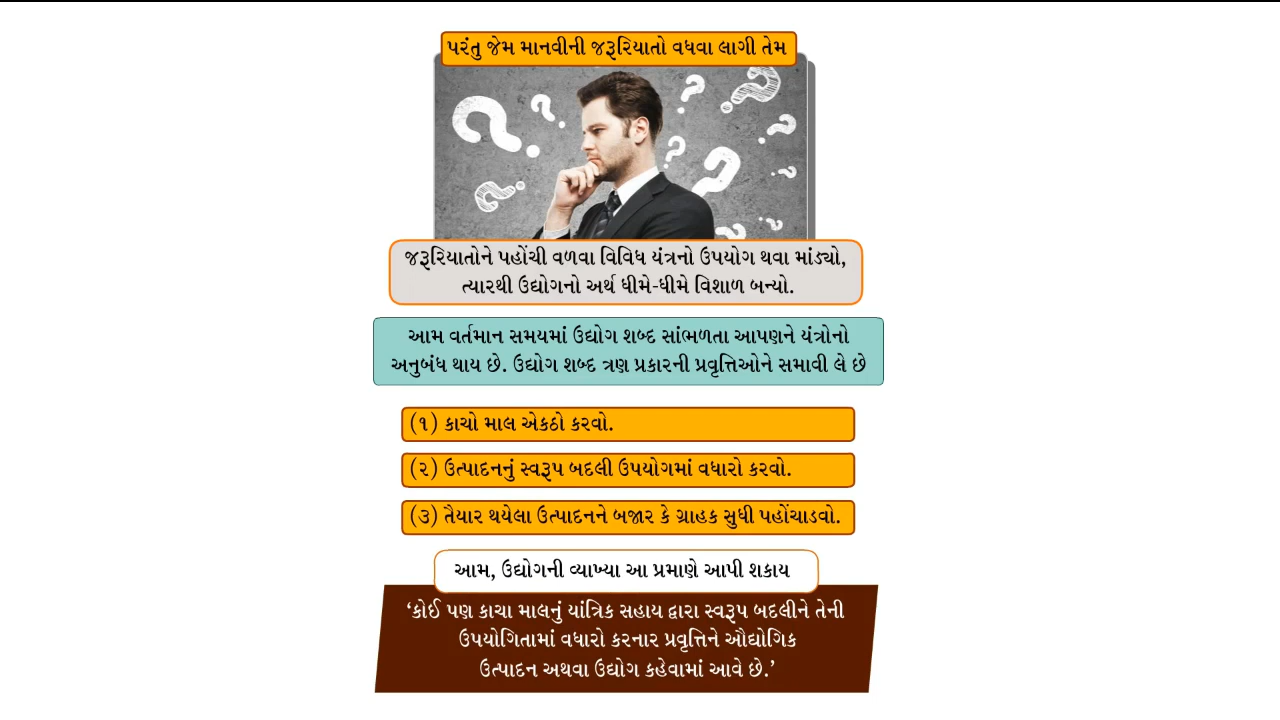 પરંતુ જેમ માનવીની જરૂરિયાતો વધવા લાગી તેમ
જરૂરિયાતોને પહોંચી વળવા વિવિધ યંત્રનો ઉપયોગ થવા માંડ્યો,
ત્યારથી ઉદ્યોગનો અર્થ ધીમે-ધીમે વિશાળ બન્યો.
આમ વર્તમાન સમયમાં ઉદ્યોગ શબ્દ સાંભળતા આપણને યંત્રોનો
અનુબંધ થાય છે. ઉદ્યોગ શબ્દ ત્રણ પ્રકારની પ્રવૃત્તિઓને સમાવી લે છે
(૧) કાચો માલ એકઠો કરવો.
(૨) ઉત્પાદનનું સ્વરૂપ બદલી ઉપયોગમાં વધારો કરવો.
(૩) તૈયાર થયેલા ઉત્પાદનને બજાર કે ગ્રાહક સુધી પહોંચાડવો.
આમ, ઉદ્યોગની વ્યાખ્યા આ પ્રમાણે આપી શકાય
‘કોઈ પણ કાચા માલનું યાંત્રિક સહાય દ્વારા સ્વરૂપ બદલીને તેની
ઉપયોગિતામાં વધારો કરનાર પ્રવૃત્તિને ઔદ્યોગિક
ઉત્પાદન અથવા ઉદ્યોગ કહેવામાં આવે છે.’